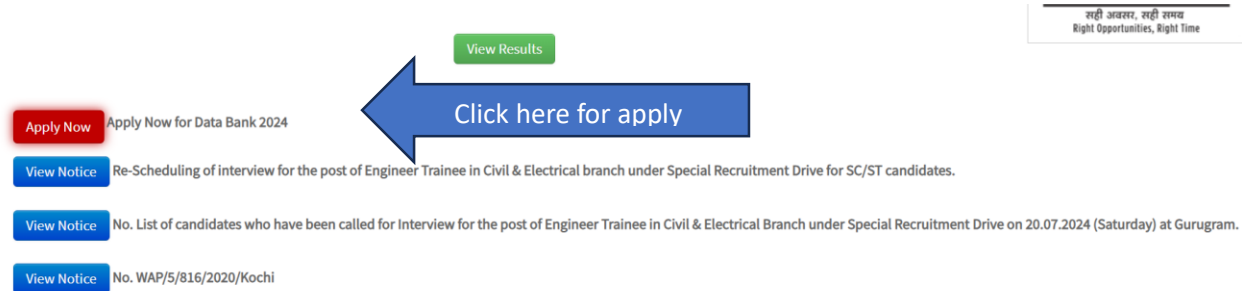 सही अवसर, सही समय
Right Opportunities, Right Time
View Results
Click here for apply
Apply Now Apply Now for Data Bank 2024
View Notice Re-Scheduling of interview for the post of Engineer Trainee in Civil & Electrical branch under Special Recruitment Drive for SC/ST candidates.
View Notice No. List of candidates who have been called for Interview for the post of Engineer Trainee in Civil & Electrical Branch under Special Recruitment Drive on 20.07.2024 (Saturday) at Gurugram.
View Notice No. WAP/5/816/2020/Kochi